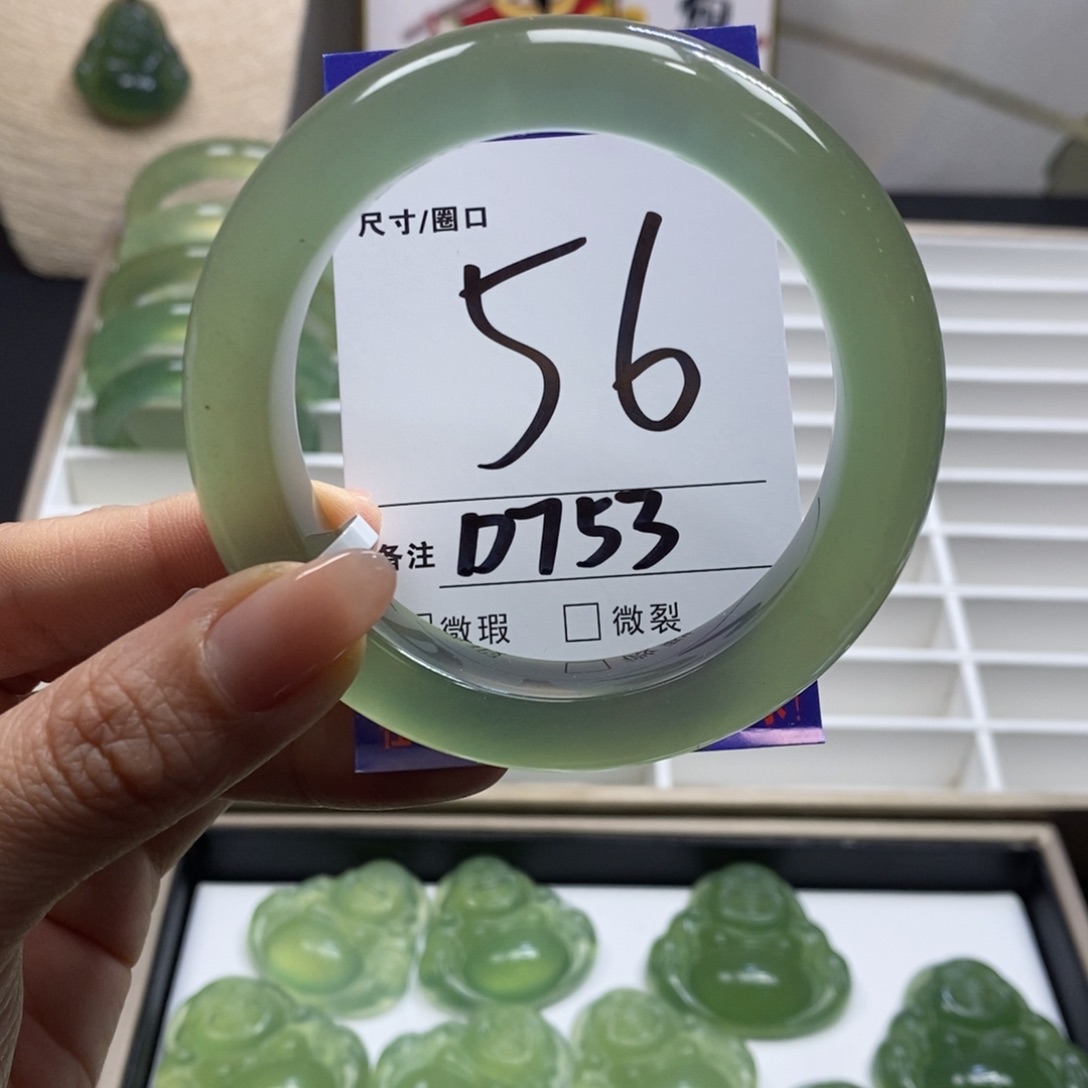 尺寸/圈口
56
备注 D753
微瑕 □ 微裂